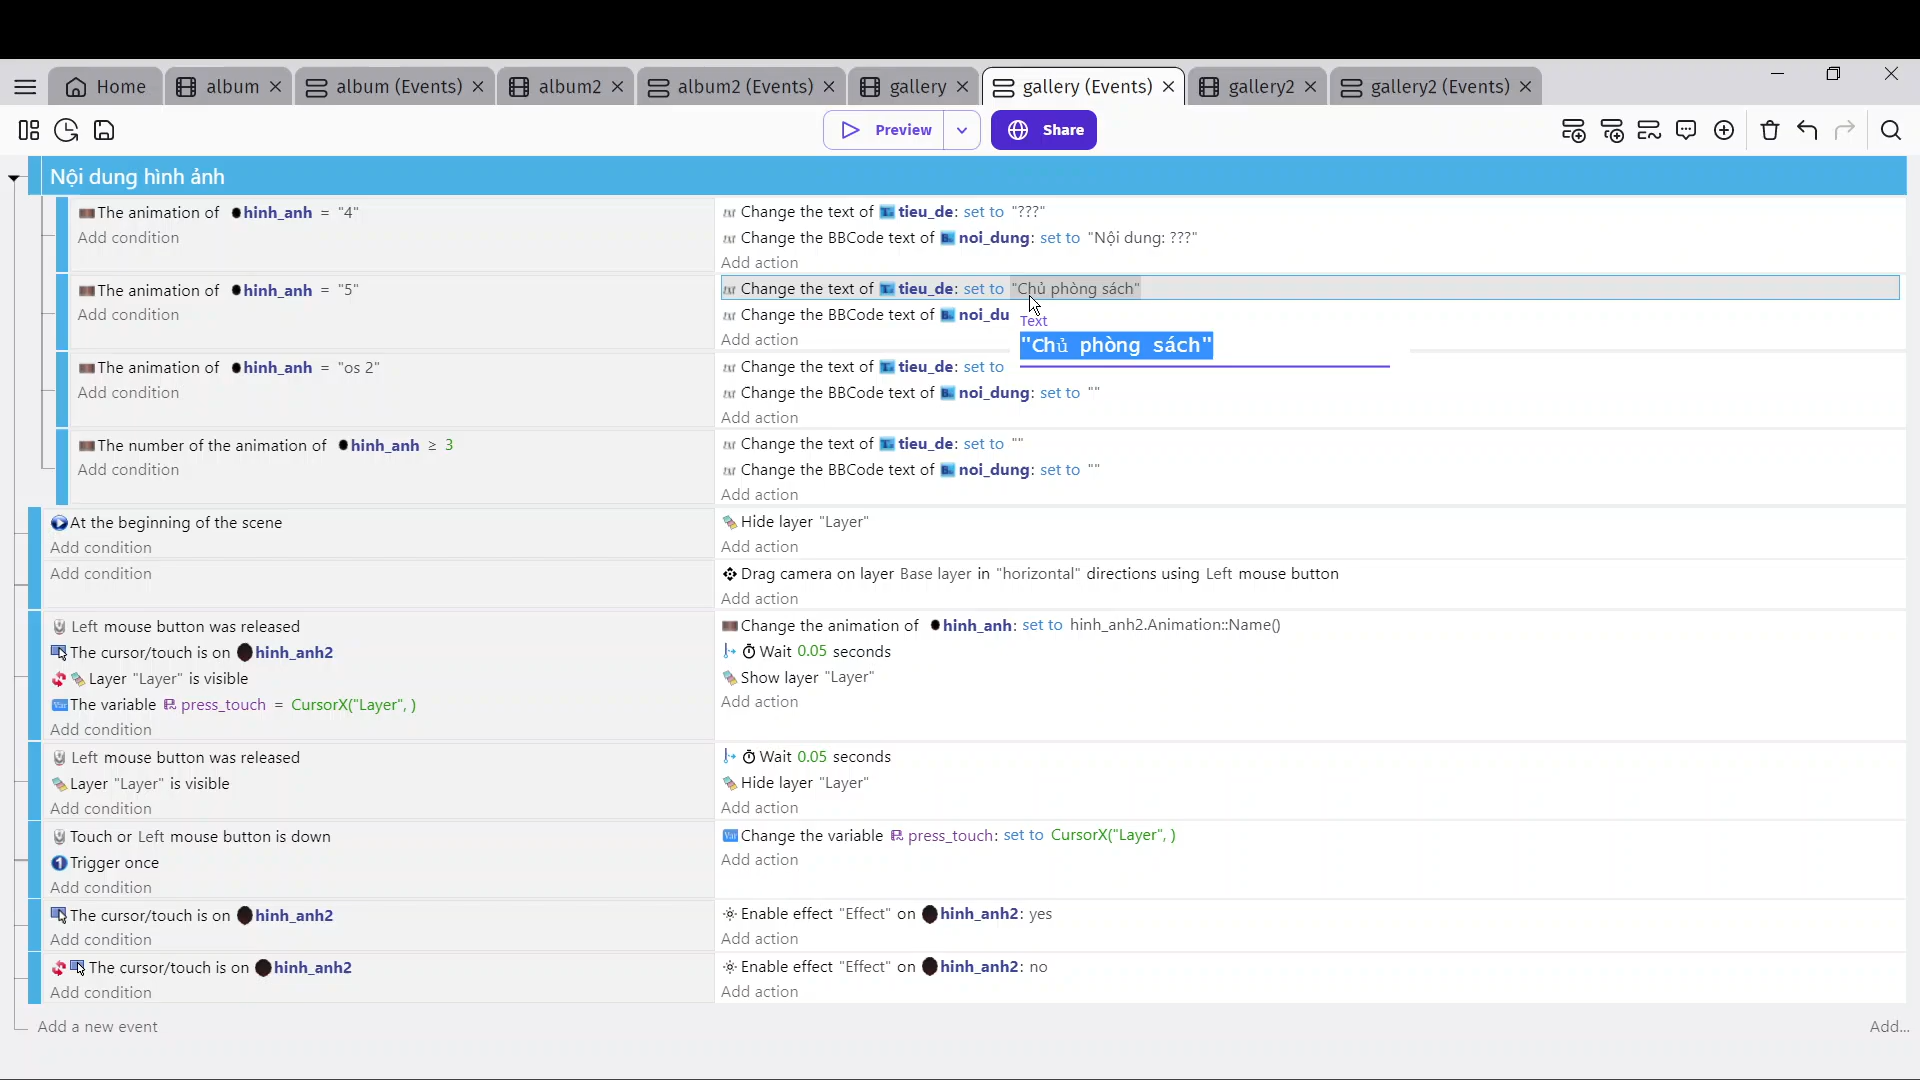 Home
album
album (Events)
album2
album2 (Events)
gallery
gallery (Events)
gallery2
gallery2 (Events)
Preview
Share
Nội dung hình ảnh
The animation of hinh_anh = "4"
Add condition
Change the text of tieu_de: set to "???"
Change the BBCode text of noi_dung: set to "Nội dung: ???"
Add action
The animation of hinh_anh = "5"
Add condition
Change the text of tieu_de: set to "Chủ phòng sách"
Change the BBCode text of noi_du
Text
"Chủ phòng sách"
Add action
The animation of hinh_anh = "os 2"
Add condition
Change the text of tieu_de: set to
Change the BBCode text of noi_dung: set to ""
Add action
The number of the animation of hinh_anh ≥ 3
Add condition
Change the text of tieu_de: set to ""
Change the BBCode text of noi_dung: set to ""
Add action
At the beginning of the scene
Add condition
Hide layer "Layer"
Add action
Add condition
Drag camera on layer Base layer in "horizontal" directions using Left mouse button
Add action
Left mouse button was released
The cursor/touch is on hinh_anh2
Layer "Layer" is visible
The variable press_touch = CursorX("Layer", )
Add condition
Change the animation of hinh_anh: set to hinh_anh2.Animation::Name()
Wait 0.05 seconds
Show layer "Layer"
Add action
Left mouse button was released
Layer "Layer" is visible
Add condition
Wait 0.05 seconds
Hide layer "Layer"
Add action
Touch or Left mouse button is down
Trigger once
Add condition
Change the variable press_touch: set to CursorX("Layer", )
Add action
The cursor/touch is on hinh_anh2
Add condition
Enable effect "Effect" on hinh_anh2: yes
Add action
The cursor/touch is on hinh_anh2
Add condition
Enable effect "Effect" on hinh_anh2: no
Add action
Add a new event
Add...